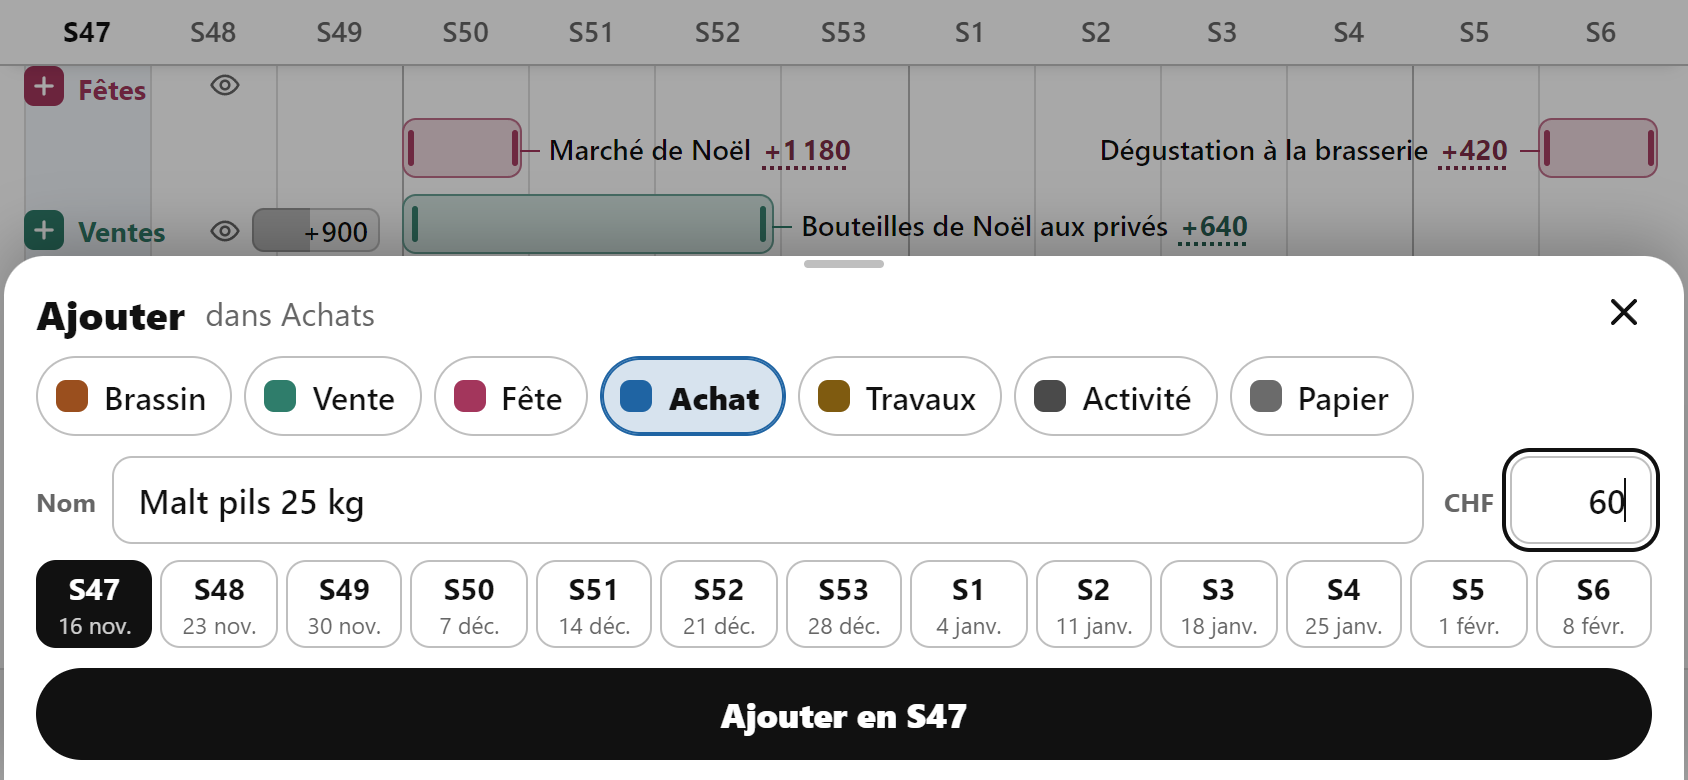 S47 S48 S49 S50 S51 S52 S53 S1 S2 S3 S4 S5 S6
+ Fêtes
Marché de Noël +1 180 Dégustation à la brasserie +420
+ Ventes +900 Bouteilles de Noël aux privés +640
Ajouter dans Achats
Brassin Vente Fête Achat Travaux Activité Papier
Nom Malt pils 25 kg CHF 60
S47 S48 S49 S50 S51 S52 S53 S1 S2 S3 S4 S5 S6
16 nov. 23 nov. 30 nov. 7 déc. 14 déc. 21 déc. 28 déc. 4 janv. 11 janv. 18 janv. 25 janv. 1 févr. 8 févr.
Ajouter en S47